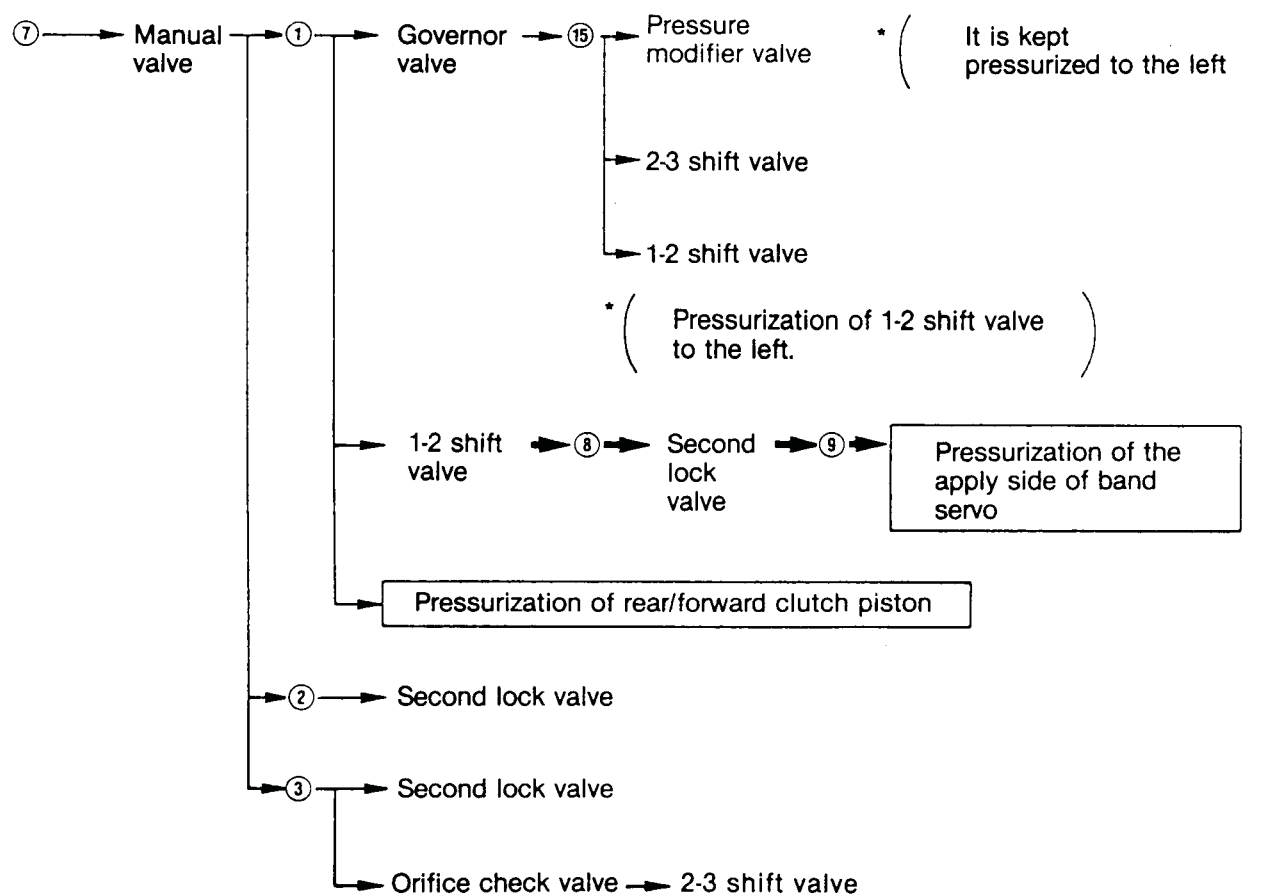 ⑦ Manual valve ① Governor valve ⑮ Pressure modifier valve * ( It is kept pressurized to the left
2-3 shift valve
1-2 shift valve
* ( Pressurization of 1-2 shift valve
to the left. )
1-2 shift valve ⑧ Second lock valve ⑨ Pressurization of the apply side of band servo
Pressurization of rear/forward clutch piston
② Second lock valve
③ Second lock valve
Orifice check valve 2-3 shift valve